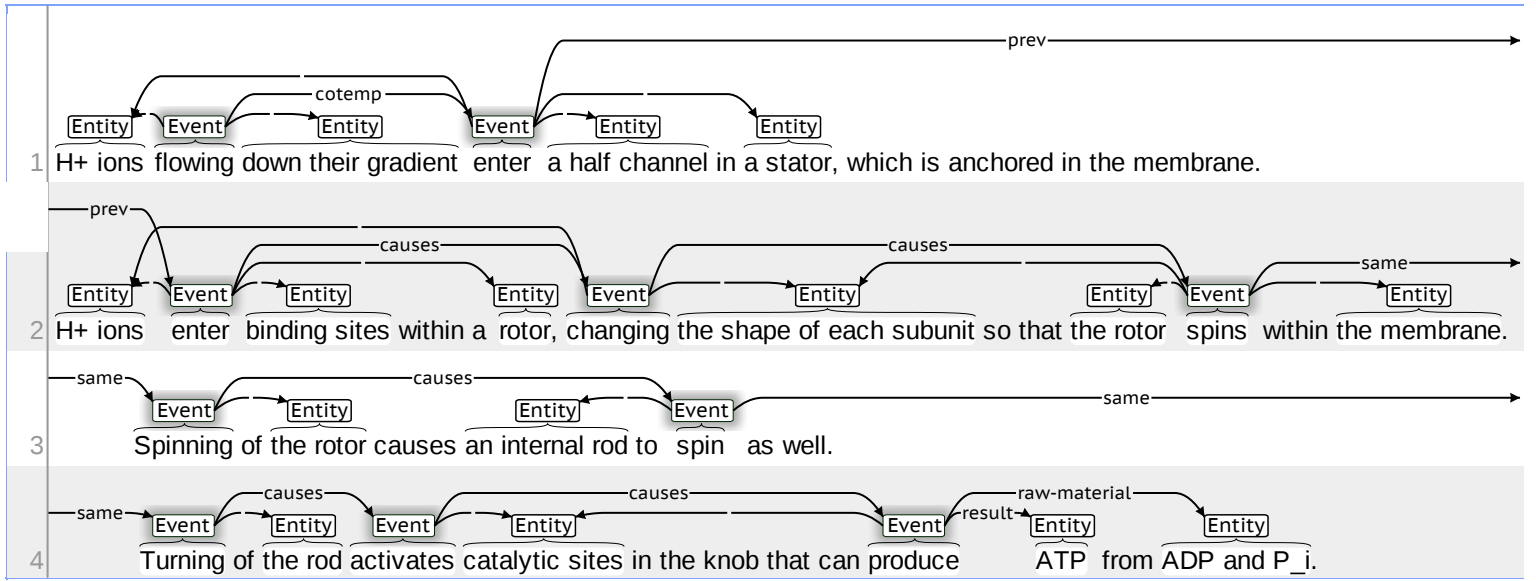 prev
cotemp
Entity Event Entity Event Entity Entity
1 H+ ions flowing down their gradient enter a half channel in a stator, which is anchored in the membrane.
prev
causes causes
same
Entity Event Entity Entity Event Entity Entity Event Entity
2 H+ ions enter binding sites within a rotor, changing the shape of each subunit so that the rotor spins within the membrane.
same causes
same
Event Entity Entity Event
3 Spinning of the rotor causes an internal rod to spin as well.
causes causes raw-material
same result
Event Entity Event Entity Event Entity Entity
4 Turning of the rod activates catalytic sites in the knob that can produce ATP from ADP and P_i.